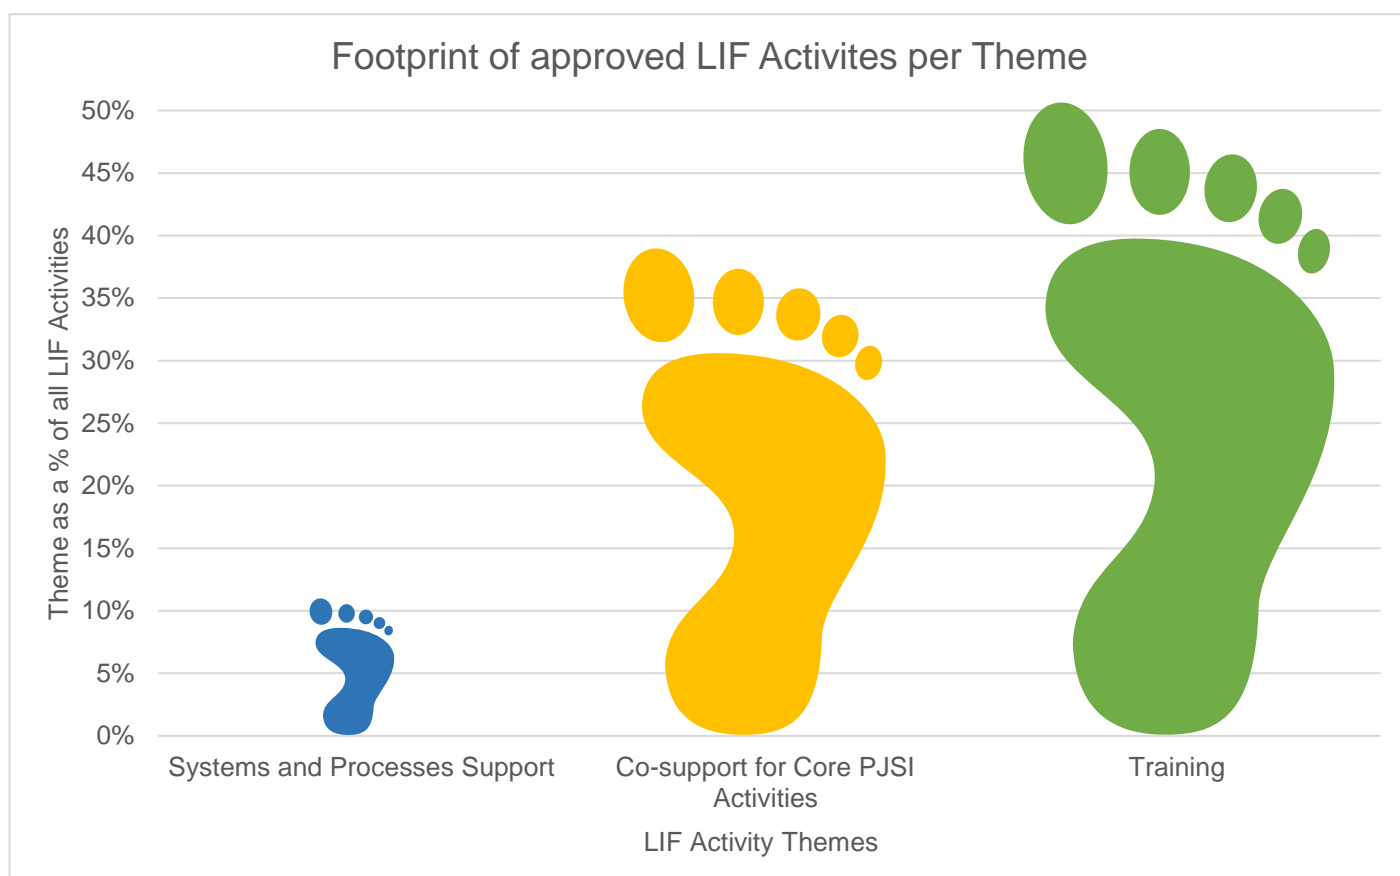 Footprint of approved LIF Activites per Theme
50%
45%
40%
35%
30%
25%
20%
15%
10%
5%
0%
Theme as a % of all LIF Activities
Systems and Processes Support
Co-support for Core PJSI
Activities
Training
LIF Activity Themes